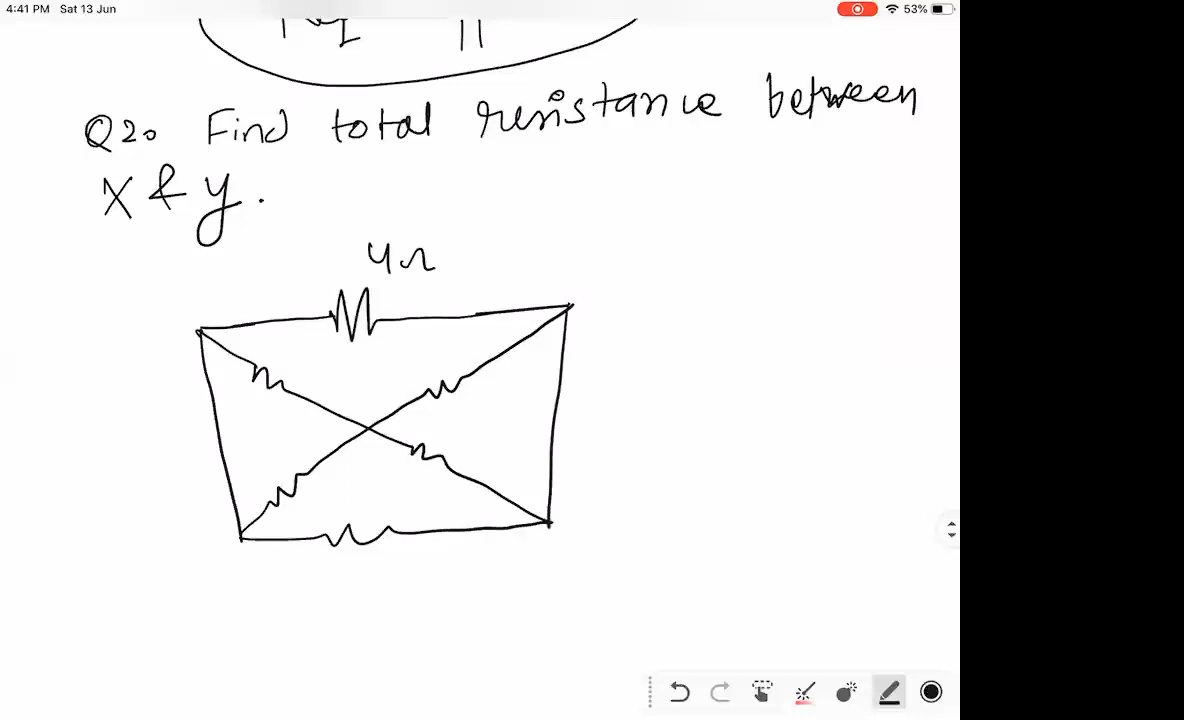 4:41 PM Sat 13 Jun
53%
Q20 Find total resistance between
X & y.
4Ω